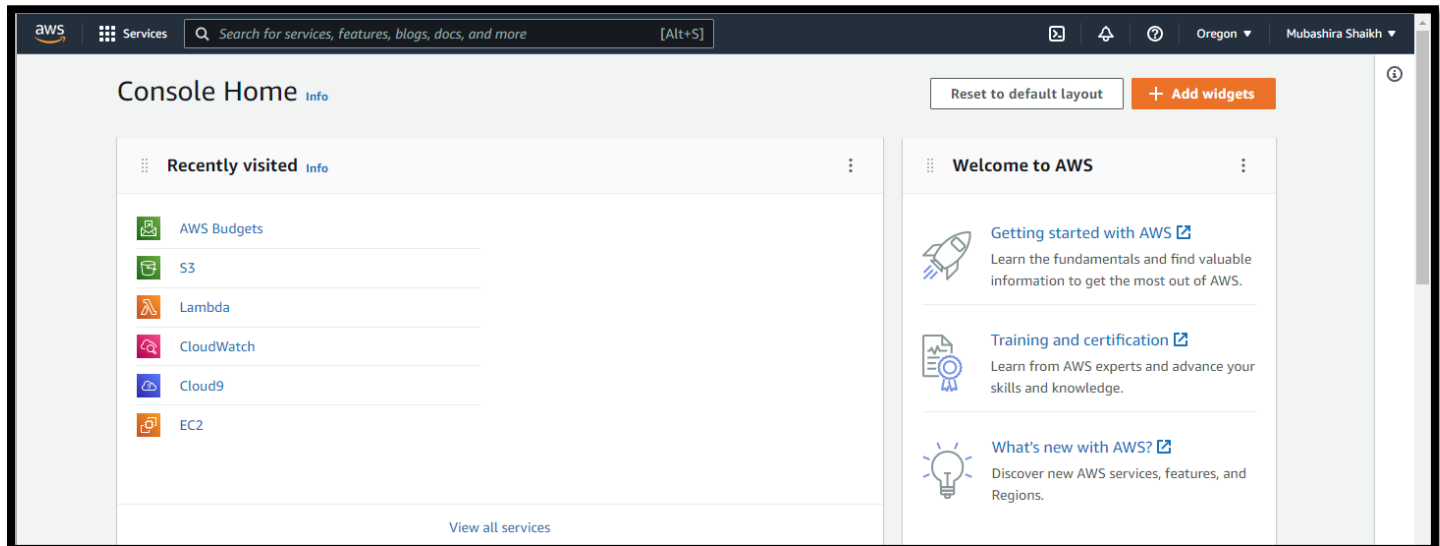 aws
Services
Search for services, features, blogs, docs, and more [Alt+S]
Oregon ▼
Mubashira Shaikh ▼
Console Home Info
Reset to default layout
+ Add widgets
Recently visited Info
AWS Budgets
S3
Lambda
CloudWatch
Cloud9
EC2
View all services
Welcome to AWS
Getting started with AWS
Learn the fundamentals and find valuable
information to get the most out of AWS.
Training and certification
Learn from AWS experts and advance your
skills and knowledge.
What's new with AWS?
Discover new AWS services, features, and
Regions.